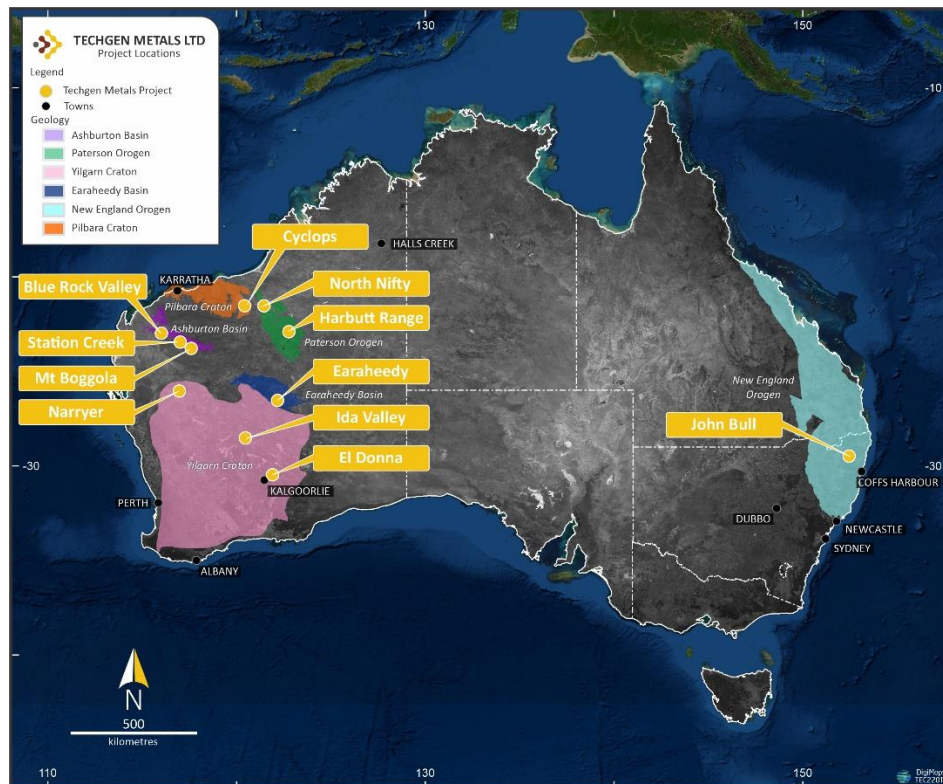 TECHGEN METALS LTD
Project Locations
Legend
Techgen Metals Project
Towns
Geology
Ashburton Basin
Paterson Orogen
Yilgarn Craton
Earaheedy Basin
New England Orogen
Pilbara Craton
130
150
-10
-10
Cyclops
HALLS CREEK
Blue Rock Valley
KARRATHA
North Nifty
Pilbara Craton
Station Creek
Ashburton Basin
Harbutt Range
Paterson Orogen
Mt Boggola
Earaheedy
Narryer
Earaheedy Basin
New England
Orogen
Ida Valley
John Bull
Yilgarn Craton
El Donna
-30
-30
KALGOORLIE
COFFS HARBOUR
PERTH
DUBBO
NEWCASTLE
SYDNEY
ALBANY
N
500
kilometres
110
130
150